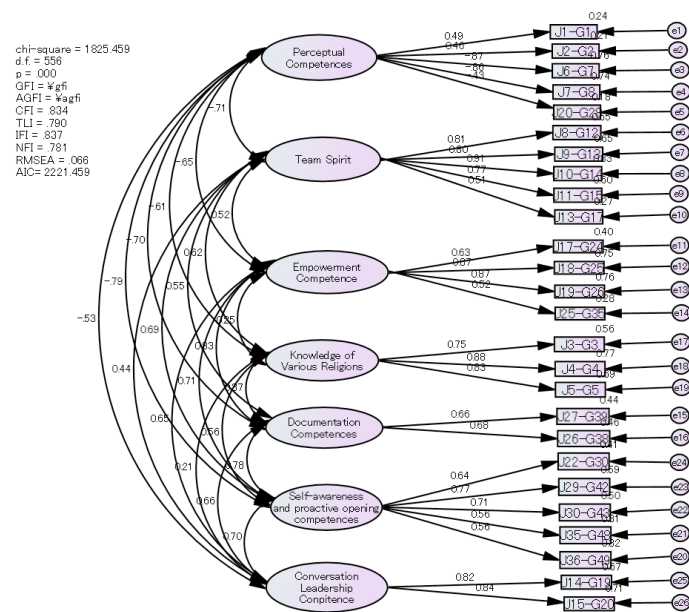 chi-square = 1825.459
d.f. = 556
p = .000
GFI = ¥gfi
AGFI = ¥agfi
CFI = .834
TLI = .790
IFI = .837
NFI = .781
RMSEA = .066
AIC= 2221.459
Perceptual
Competences
Team Spirit
Empowerment
Competence
Knowledge of
Various Religions
Documentation
Competences
Self-awareness
and proactive opening
competences
Conversation
Leadership
Conpitence
-.71
-.65
0.52
-.61
0.62
-.70
0.55
-.79
0.69
-.53
0.71
0.44
0.56
0.65
0.78
0.21
0.66
0.70
0.49
0.46
-.87
-.86
-.43
0.81
0.80
0.91
0.77
0.51
0.63
0.87
0.87
0.52
0.75
0.88
0.83
0.66
0.68
0.64
0.77
0.71
0.56
0.56
0.82
0.84
0.24
J1-G1
e1
J2-G2
e2
J6-G7
e3
J7-G8
e4
J20-G28
e5
J8-G12
e6
J9-G13
e7
J10-G14
e8
J11-G15
e9
0.27
J13-G17
e10
0.40
J17-G24
e11
0.75
J18-G25
e12
0.76
J19-G26
e13
0.28
J25-G35
e14
0.56
J3-G3
e17
0.77
J4-G4
e18
J5-G5
e19
0.44
J27-G39
e15
J26-G38
e16
J22-G30
e24
J29-G42
e23
J30-G43
e22
J35-G48
e21
J36-G49
e20
J14-G19
e25
J15-G20
e26